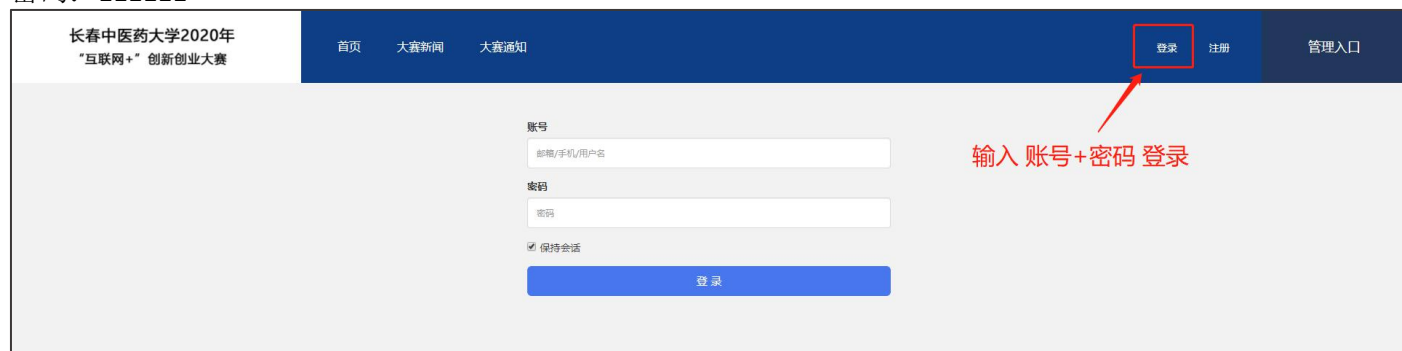 长春中医药大学2020年
“互联网+”创新创业大赛
首页 大赛新闻 大赛通知 登录 注册 管理入口
账号
邮箱/手机/用户名
输入 账号+密码 登录
密码
密码
保持会话
登 录